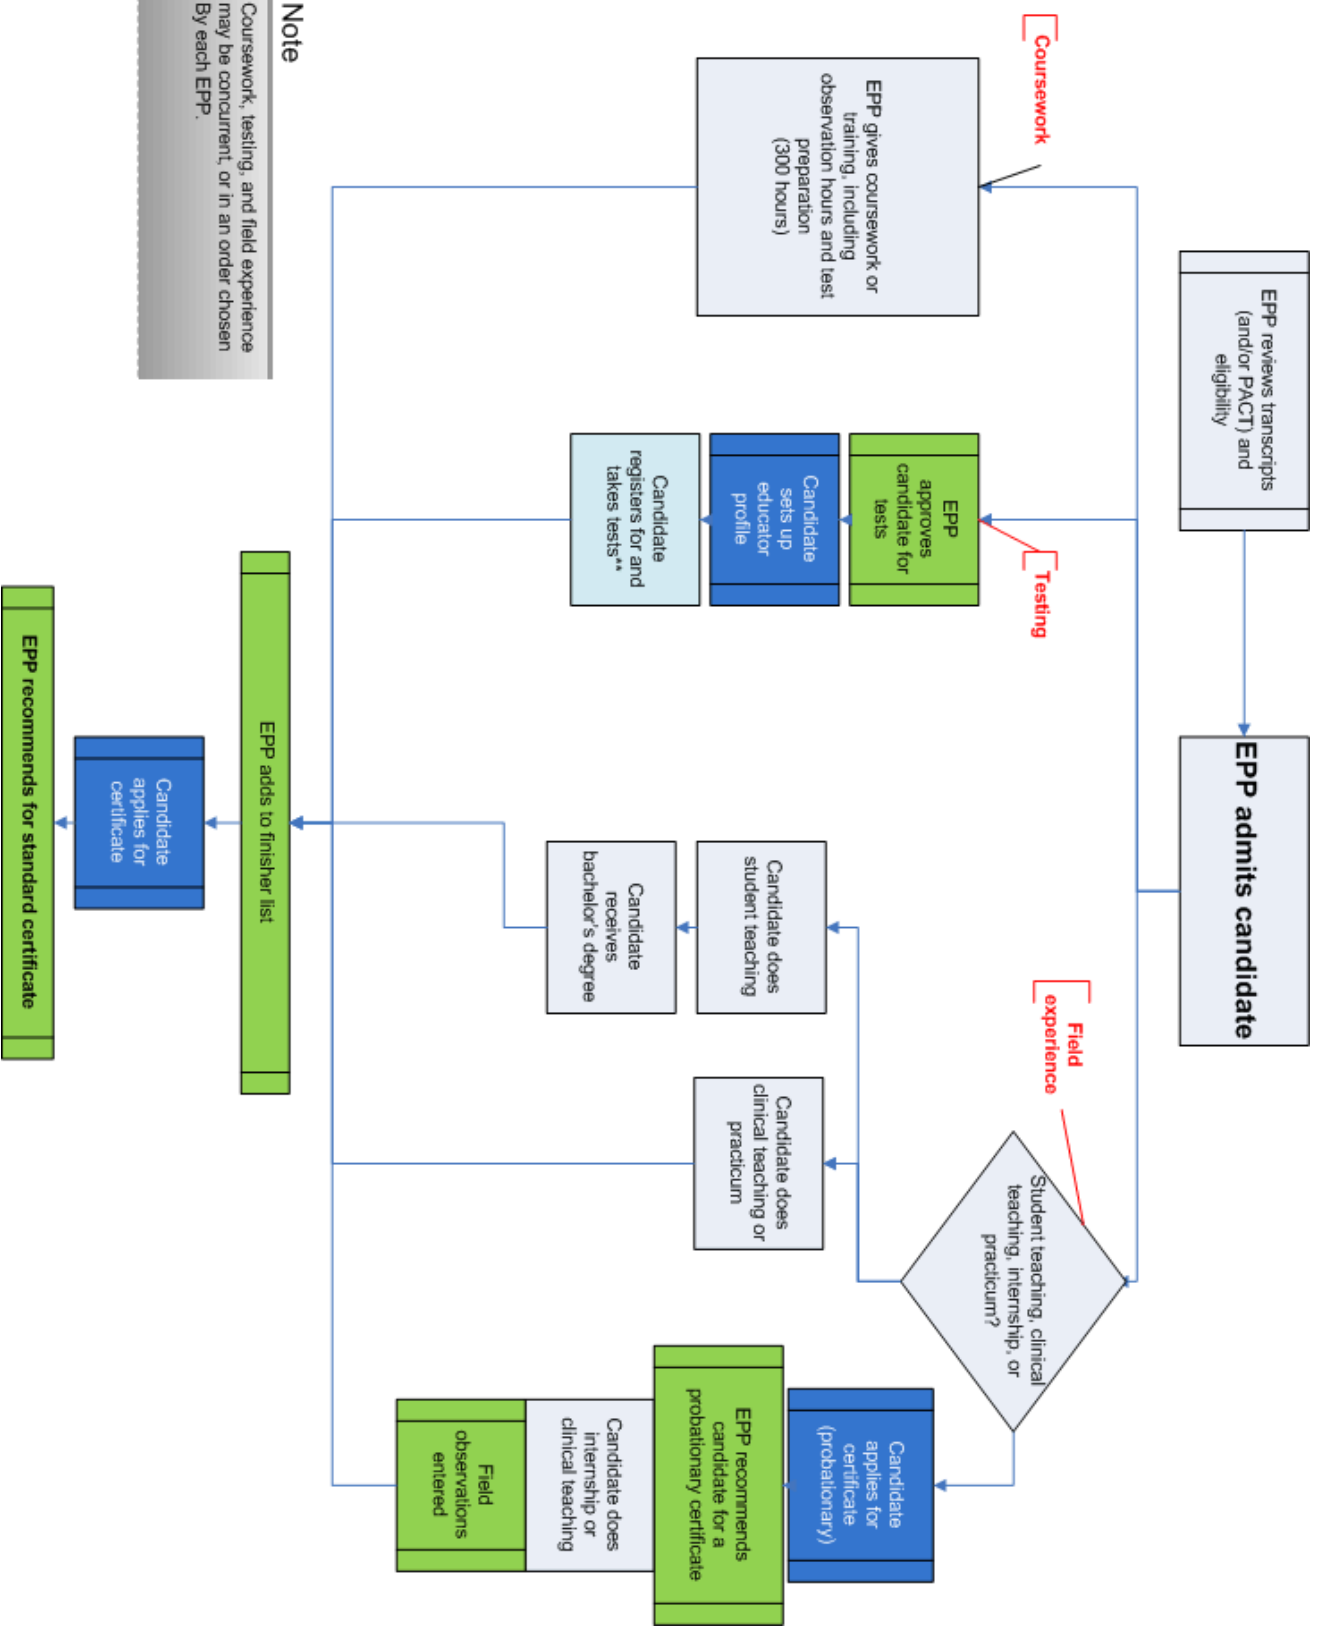 EPP reviews transcripts
(and/or PACT) and
eligibility
EPP admits candidate
Coursework
Testing
Field
experience
EPP gives coursework or
training, including
observation hours and test
preparation
(300 hours)
EPP
approves
candidate for
tests
Candidate
sets up
educator
profile
Candidate
registers for and
takes tests**
Student teaching, clinical
teaching, internship, or
practicum?
Candidate does
student teaching
Candidate
receives
bachelor's degree
Candidate does
clinical teaching or
practicum
Candidate
applies for
certificate
(probationary)
EPP recommends
candidate for a
probationary certificate
Candidate does
internship or
clinical teaching
Field
observations
entered
Note
Coursework, testing, and field experience
may be concurrent, or in an order chosen
By each EPP.
EPP adds to finisher list
Candidate
applies for
certificate
EPP recommends for standard certificate